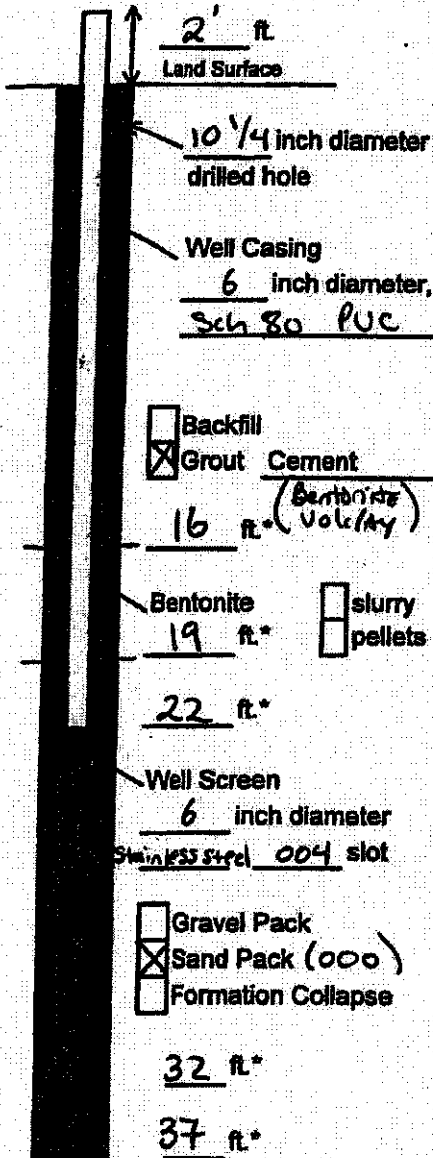 2' ft.
Land Surface
10 1/4 inch diameter
drilled hole
Well Casing
6 inch diameter,
Sch 80 PVC
Backfill
Grout Cement
16 ft.* (Bentonite Volclay)
Bentonite
slurry
19 ft.*
pellets
22 ft.*
Well Screen
6 inch diameter
Stainless steel 004 slot
Gravel Pack
Sand Pack (000)
Formation Collapse
32 ft.*
37 ft.*